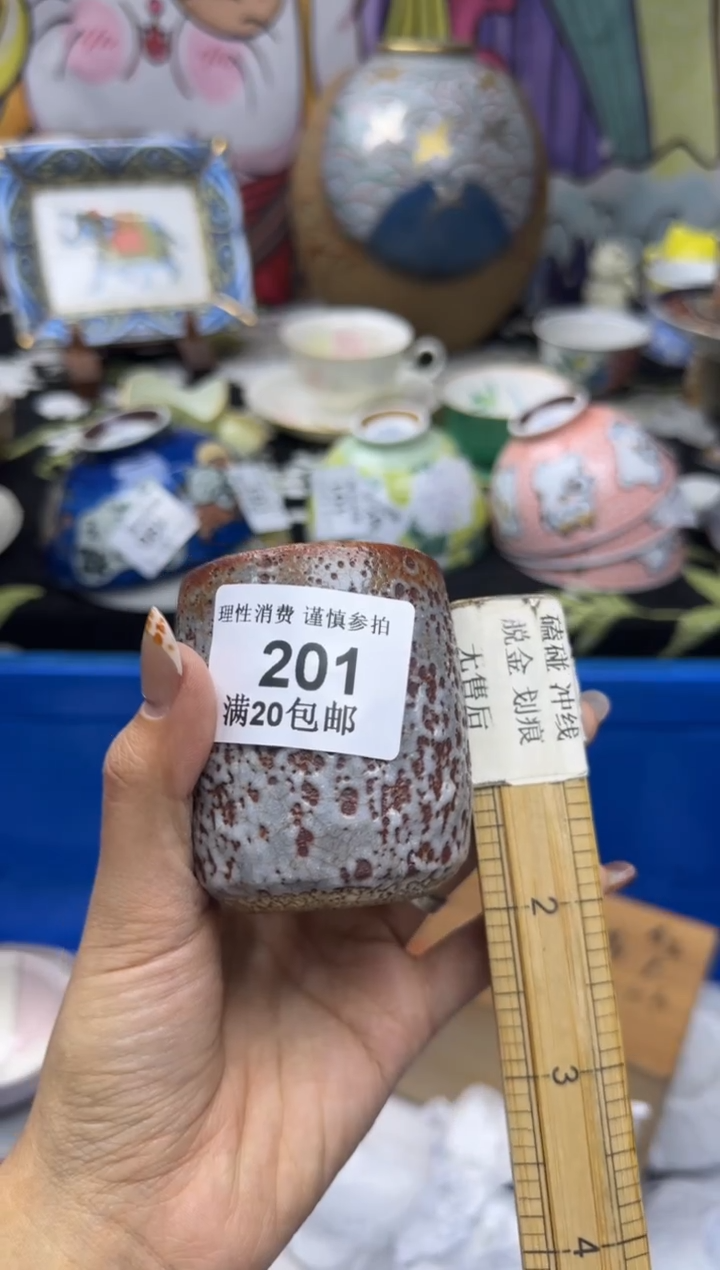 理性消费 谨慎参拍
201
满20包邮
磕碰 冲线
脱金 划痕
无售后
2
3
4